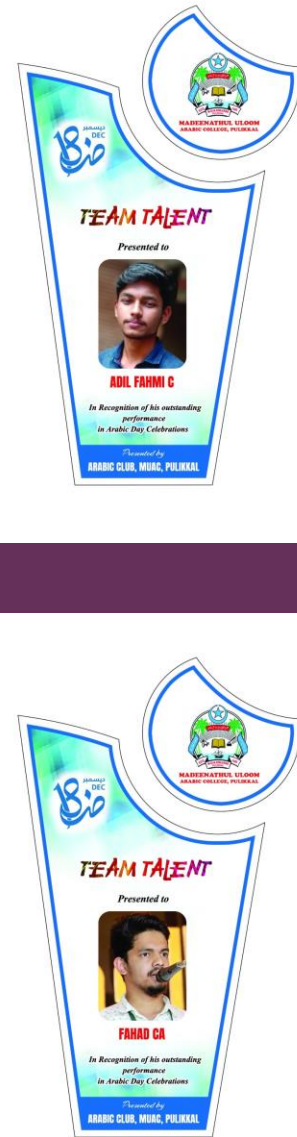 MADEENATHUL ULOOM
ARABIC COLLEGE, PULIKKAL
ديسمبر
DEC
18
ض
TEAM TALENT
Presented to
ADIL FAHMI C
In Recognition of his outstanding
performance
in Arabic Day Celebrations
Presented by
ARABIC CLUB, MUAC, PULIKKAL
MADEENATHUL ULOOM
ARABIC COLLEGE, PULIKKAL
ديسمبر
DEC
18
ض
TEAM TALENT
Presented to
FAHAD CA
In Recognition of his outstanding
performance
in Arabic Day Celebrations
Presented by
ARABIC CLUB, MUAC, PULIKKAL